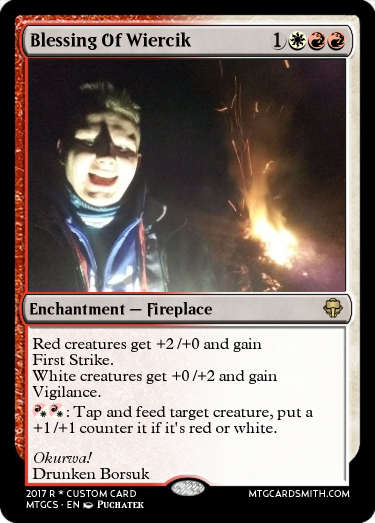 Blessing Of Wiercik 1
Enchantment — Fireplace
Red creatures get +2/+0 and gain
First Strike.
White creatures get +0/+2 and gain
Vigilance.
: Tap and feed target creature, put a
+1/+1 counter it if it's red or white.
Okurwa!
Drunken Borsuk
2017 R * CUSTOM CARD
MTGCS · EN PUCHATEK
MTGCARDSMITH.COM